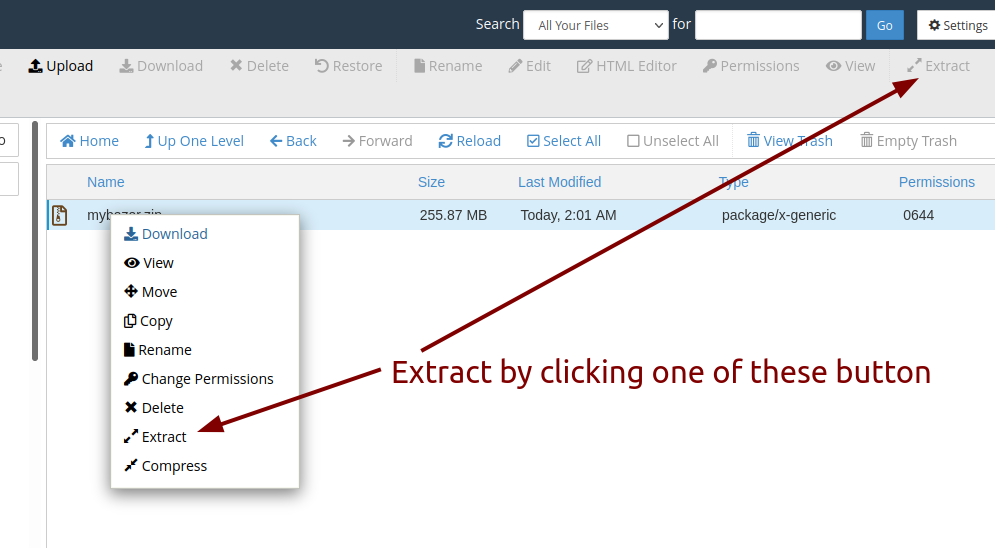 Search All Your Files for Go Settings
Upload Download Delete Restore Rename Edit HTML Editor Permissions View Extract
Home Up One Level Back Forward Reload Select All Unselect All View Trash Empty Trash
Name Size Last Modified Type Permissions
mybazar.zip 255.87 MB Today, 2:01 AM package/x-generic 0644
Download
View
Move
Copy
Rename
Change Permissions
Delete
Extract
Compress
Extract by clicking one of these button